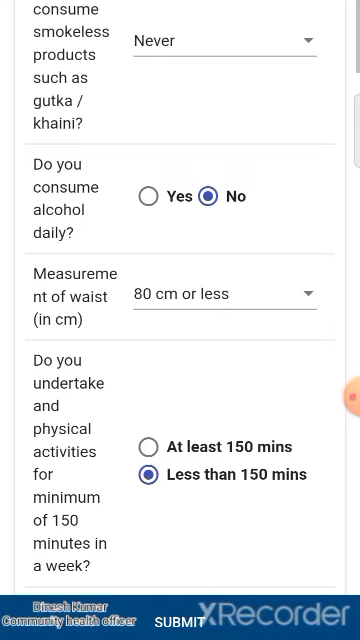 consume
smokeless
products
such as
gutka /
khaini?
Never
Do you
consume
alcohol
daily?
Yes
No
Measureme
nt of waist
(in cm)
80 cm or less
Do you
undertake
and
physical
activities
for
minimum
of 150
minutes in
a week?
At least 150 mins
Less than 150 mins
Dinesh Kumar
Community health officer
SUBMIT
XRecorder